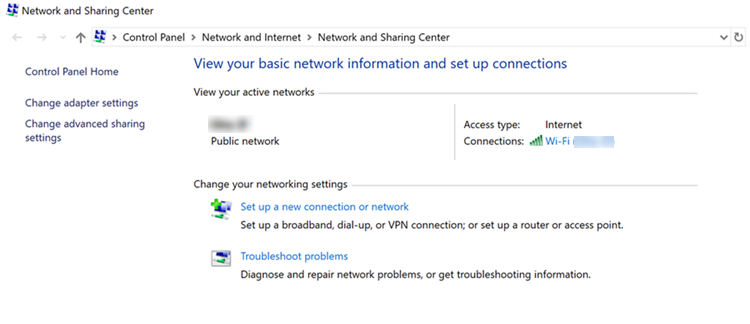 Network and Sharing Center
Control Panel
Network and Internet
Network and Sharing Center
Control Panel Home
Change adapter settings
Change advanced sharing
settings
View your basic network information and set up connections
View your active networks
Public network
Access type: Internet
Connections: Wi-Fi (
Change your networking settings
Set up a new connection or network
Set up a broadband, dial-up, or VPN connection; or set up a router or access point.
Troubleshoot problems
Diagnose and repair network problems, or get troubleshooting information.